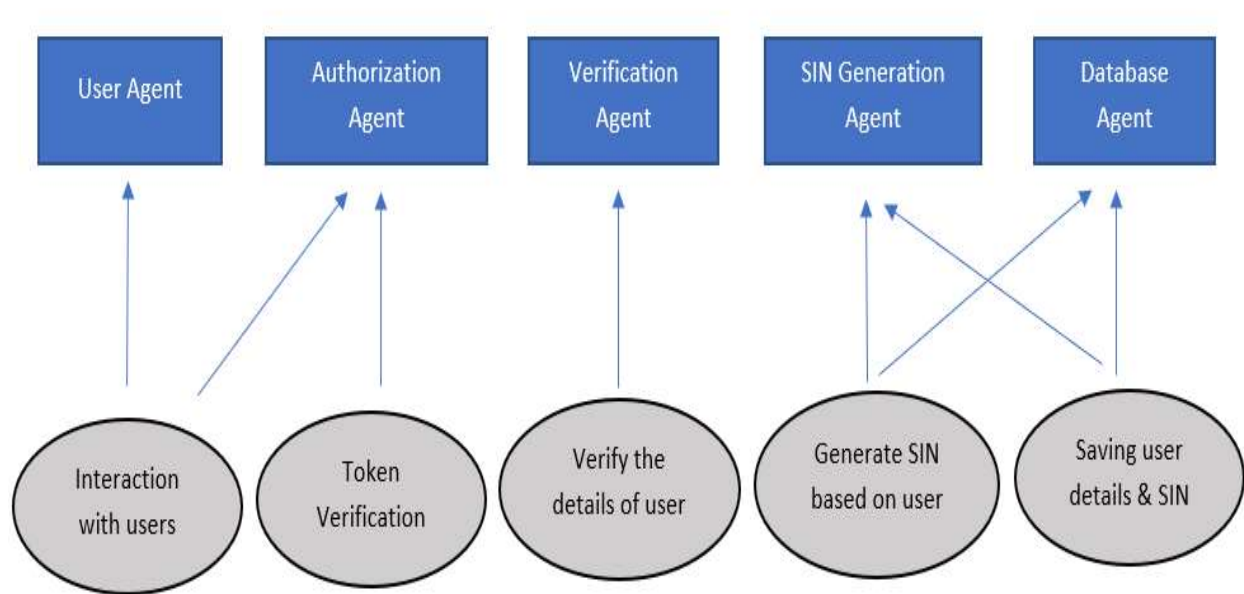 User Agent
Authorization
Agent
Verification
Agent
SIN Generation
Agent
Database
Agent
Interaction
with users
Token
Verification
Verify the
details of user
Generate SIN
based on user
Saving user
details & SIN